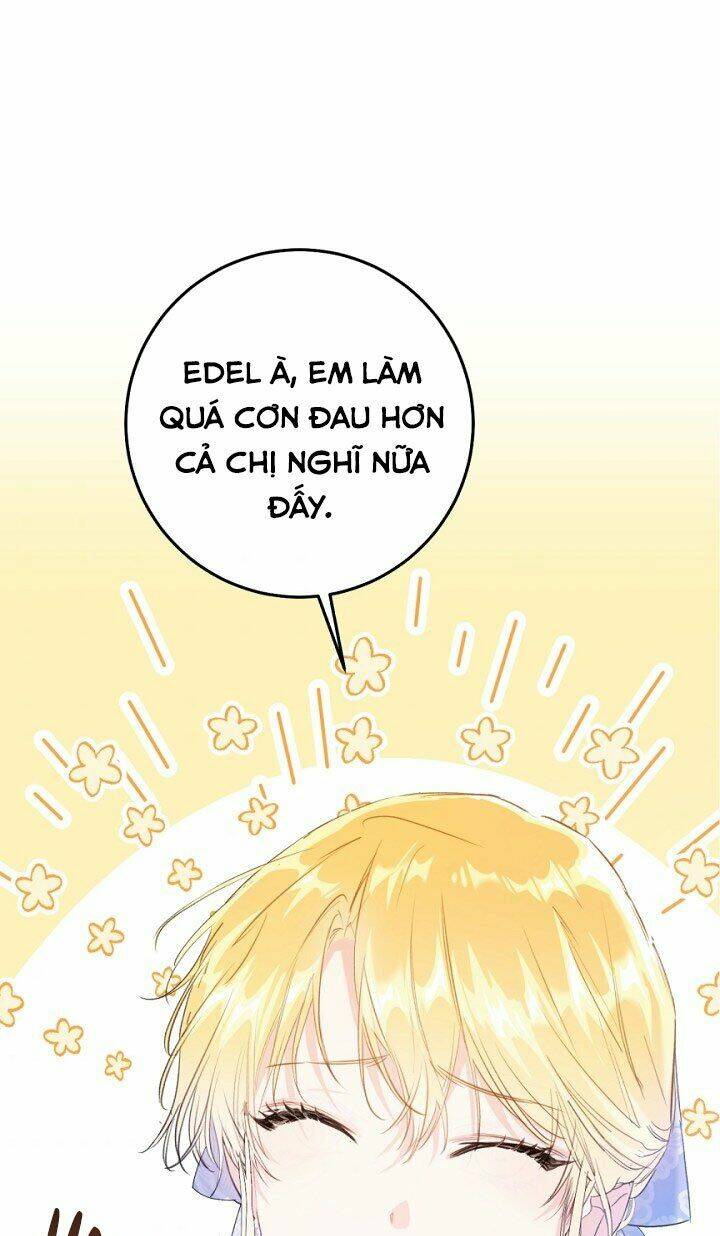 EDEL À, EM LÀM
QUÁ CƠN ĐAU HƠN
CẢ CHỊ NGHĨ NỮA
ĐẤY.